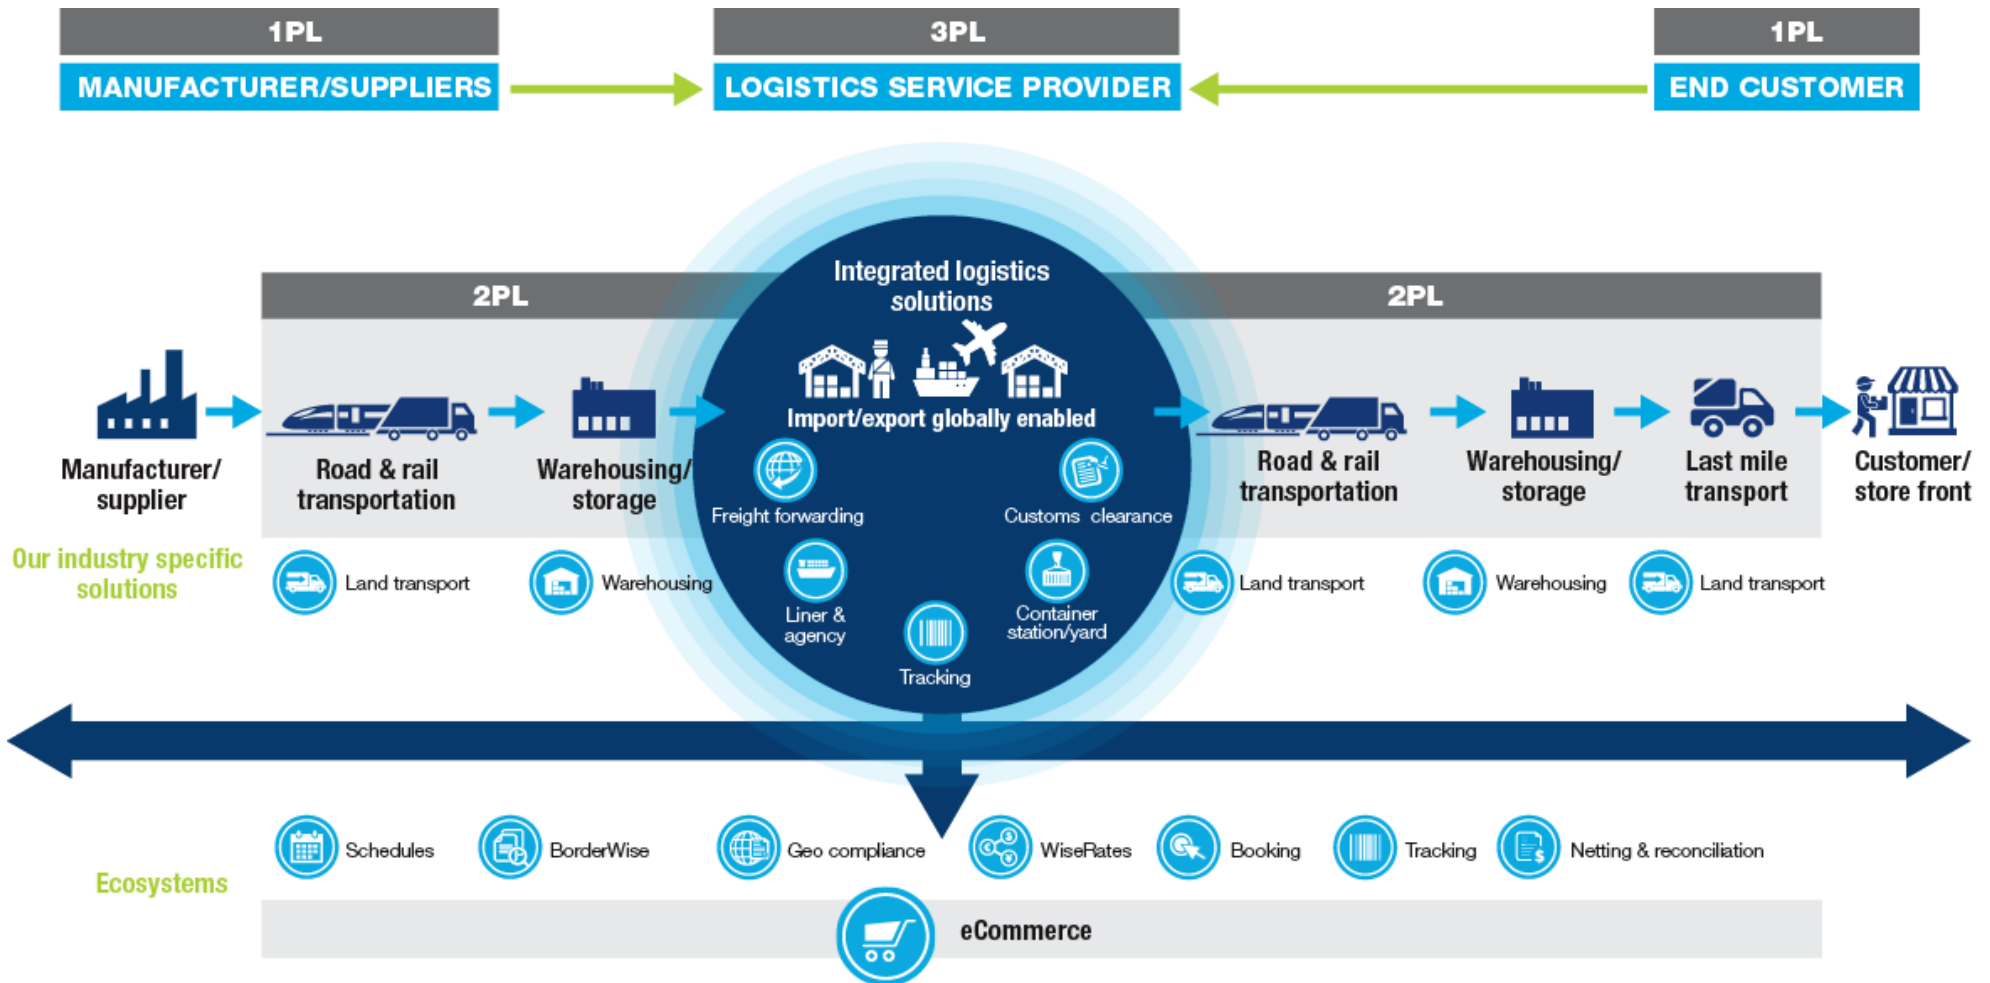 1PL
3PL
1PL
MANUFACTURER/SUPPLIERS
LOGISTICS SERVICE PROVIDER
END CUSTOMER
Integrated logistics
solutions
2PL
2PL
Import/export globally enabled
Manufacturer/
supplier
Road & rail
transportation
Warehousing/
storage
Freight forwarding
Customs clearance
Road & rail
transportation
Warehousing/
storage
Last mile
transport
Customer/
store front
Our industry specific
solutions
Land transport
Warehousing
Liner &
agency
Container
station/yard
Tracking
Land transport
Warehousing
Land transport
Schedules
BorderWise
Geo compliance
WiseRates
Booking
Tracking
Netting & reconciliation
Ecosystems
eCommerce